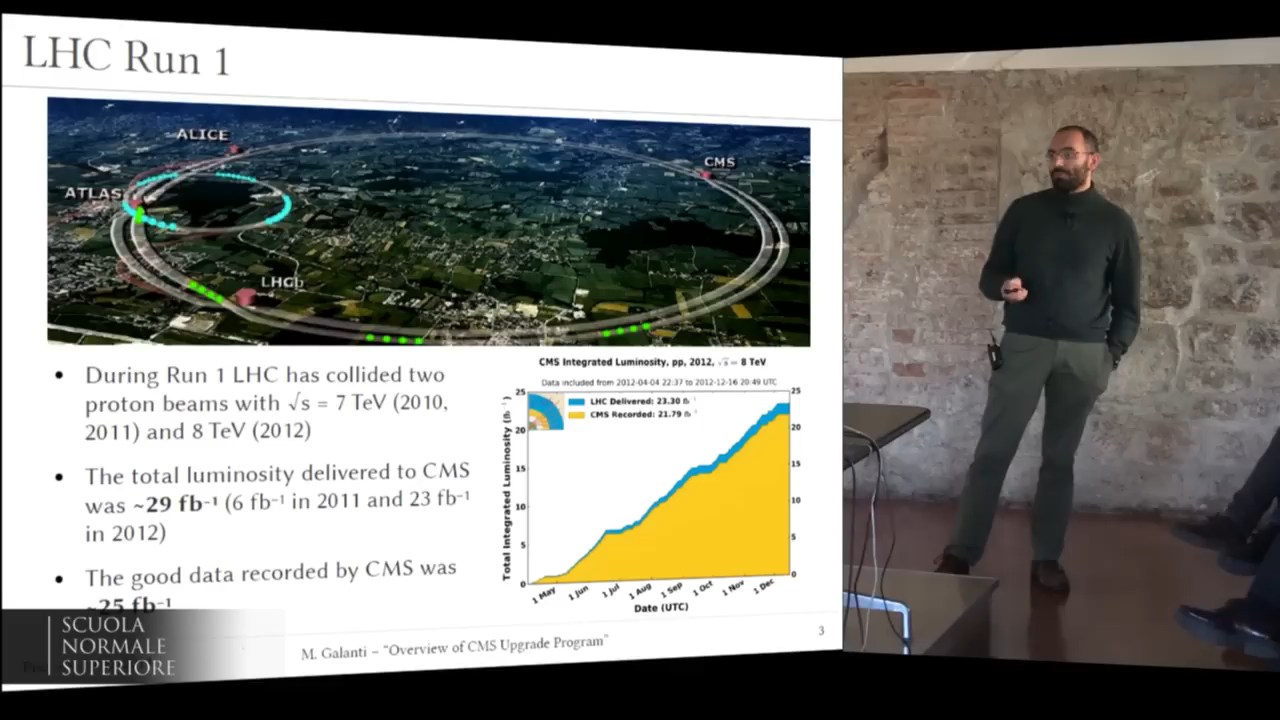 LHC Run 1
ALICE
CMS
ATLAS
LHCb
• During Run 1 LHC has collided two
proton beams with √s = 7 TeV (2010,
2011) and 8 TeV (2012)
• The total luminosity delivered to CMS
was ~29 fb⁻¹ (6 fb⁻¹ in 2011 and 23 fb⁻¹
in 2012)
• The good data recorded by CMS was
~25 fb⁻¹
CMS Integrated Luminosity, pp, 2012, √s = 8 TeV
Data included from 2012-04-04 22:37 to 2012-12-16 20:49 UTC
LHC Delivered: 23.30 fb⁻¹
CMS Recorded: 21.79 fb⁻¹
Total Integrated Luminosity (fb⁻¹)
25
20
15
10
5
0
25
20
15
10
5
0
1 May
1 Jun
1 Jul
1 Aug
1 Sep
1 Oct
1 Nov
1 Dec
Date (UTC)
M. Galanti – “Overview of CMS Upgrade Program”
3
SCUOLA
NORMALE
SUPERIORE